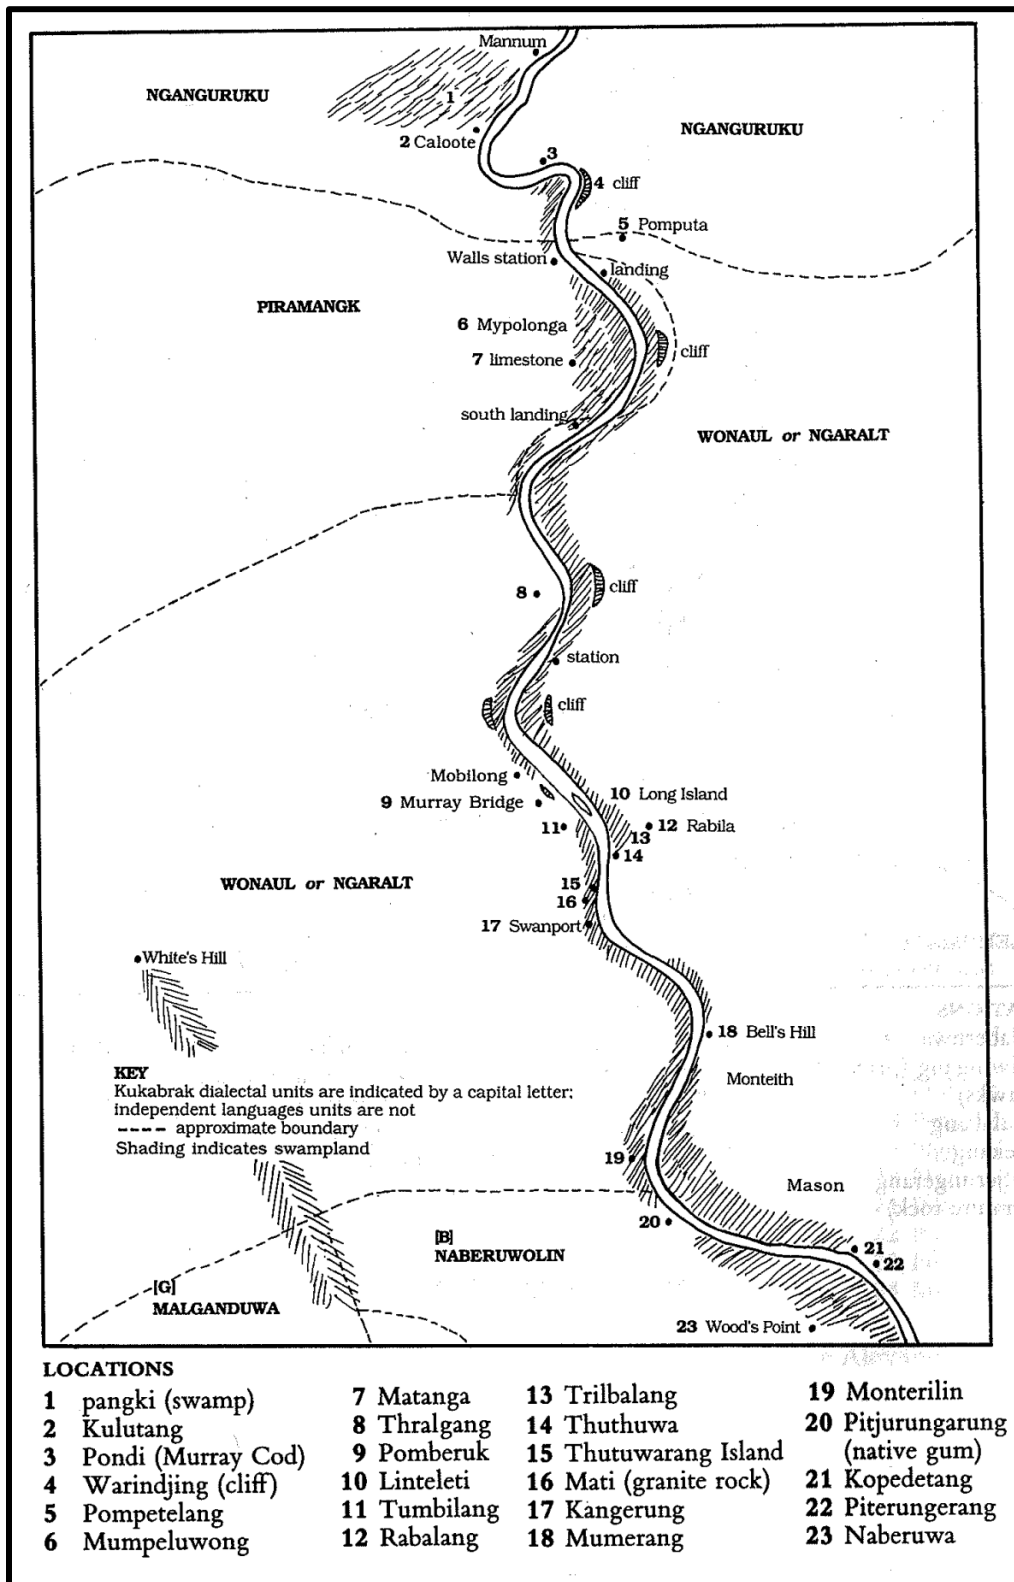 Mannum
NGANGURUKU
1
NGANGURUKU
2 Caloote
3
4 cliff
5 Pomputa
Walls station
landing
PIRAMANGK
6 Mypolonga
cliff
7 limestone
south landing
WONAUL or NGARALT
8
cliff
station
cliff
Mobilong
10 Long Island
9 Murray Bridge
11
12 Rabila
13
14
WONAUL or NGARALT
15
16
17 Swanport
White's Hill
18 Bell's Hill
KEY
Kukabrak dialectal units are indicated by a capital letter;
independent languages units are not
---- approximate boundary
Shading indicates swampland
Monteith
19
Mason
20
[B]
NABERUWOLIN
21
22
[G]
MALGANDUWA
23 Wood's Point
LOCATIONS
1 pangki (swamp)
2 Kulutang
3 Pondi (Murray Cod)
4 Warindjing (cliff)
5 Pompetelang
6 Mumpeluwong
7 Matanga
8 Thralgang
9 Pomberuk
10 Linteleti
11 Tumbilang
12 Rabalang
13 Trilbalang
14 Thuthuwa
15 Thutuwarang Island
16 Mati (granite rock)
17 Kangerung
18 Mumerang
19 Monterilin
20 Pitjurungarung
(native gum)
21 Kopedetang
22 Piterungerang
23 Naberuwa